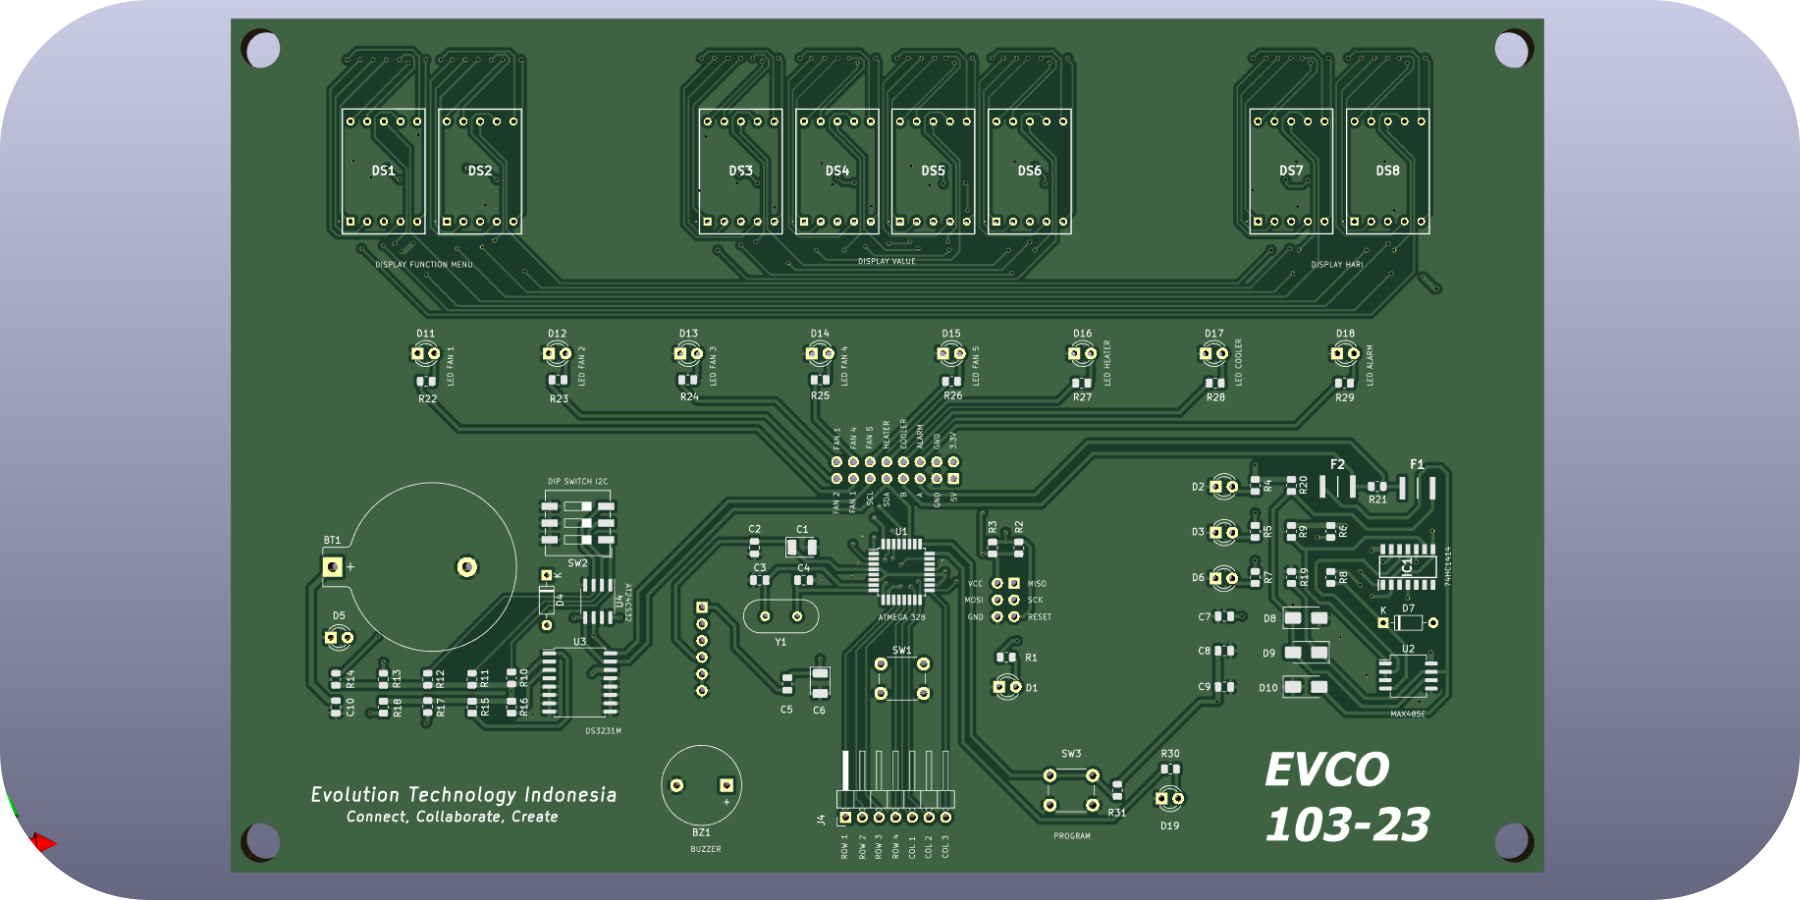 DS1 DS2 DS3 DS4 DS5 DS6 DS7 DS8
DISPLAY FUNCTION MENU
DISPLAY VALUE
DISPLAY HARI
D11 D12 D13 D14 D15 D16 D17 D18
LED FAN 1
LED FAN 2
LED FAN 3
LED FAN 4
LED FAN 5
LED HEATER
LED COOLER
LED ALARM
R22 R23 R24 R25 R26 R27 R28 R29
FAN 1
FAN 4
FAN 5
HEATER
COOLER
ALARM
GND
3.3V
FAN 2
FAN 1
SCL
SDA
B
A
GND
5V
DIP SWITCH I2C
SW2
BT1
+
K
D4
U4
AT24CS32
D5
U3
R14 R13 R12 R11 R10
C10 R18 R17 R15 R16
DS3231M
C2 C1
C3 C4
Y1
U1
ATMEGA 328
R3 R2
VCC MISO
MOSI SCK
GND RESET
SW1
R1
D1
C5 C6
D2 R4 R20 F2 R21 F1
D3 R5 R9 R6
D6 R7 R19 R8
IC1
74HC1414
C7 D8 K D7
C8 D9 U2
C9 D10
MAX485E
BZ1
+
BUZZER
J4
ROW 1
ROW 2
ROW 3
ROW 4
COL 1
COL 2
COL 3
SW3
PROGRAM
R31
R30
D19
Evolution Technology Indonesia
Connect, Collaborate, Create
EVCO
103-23